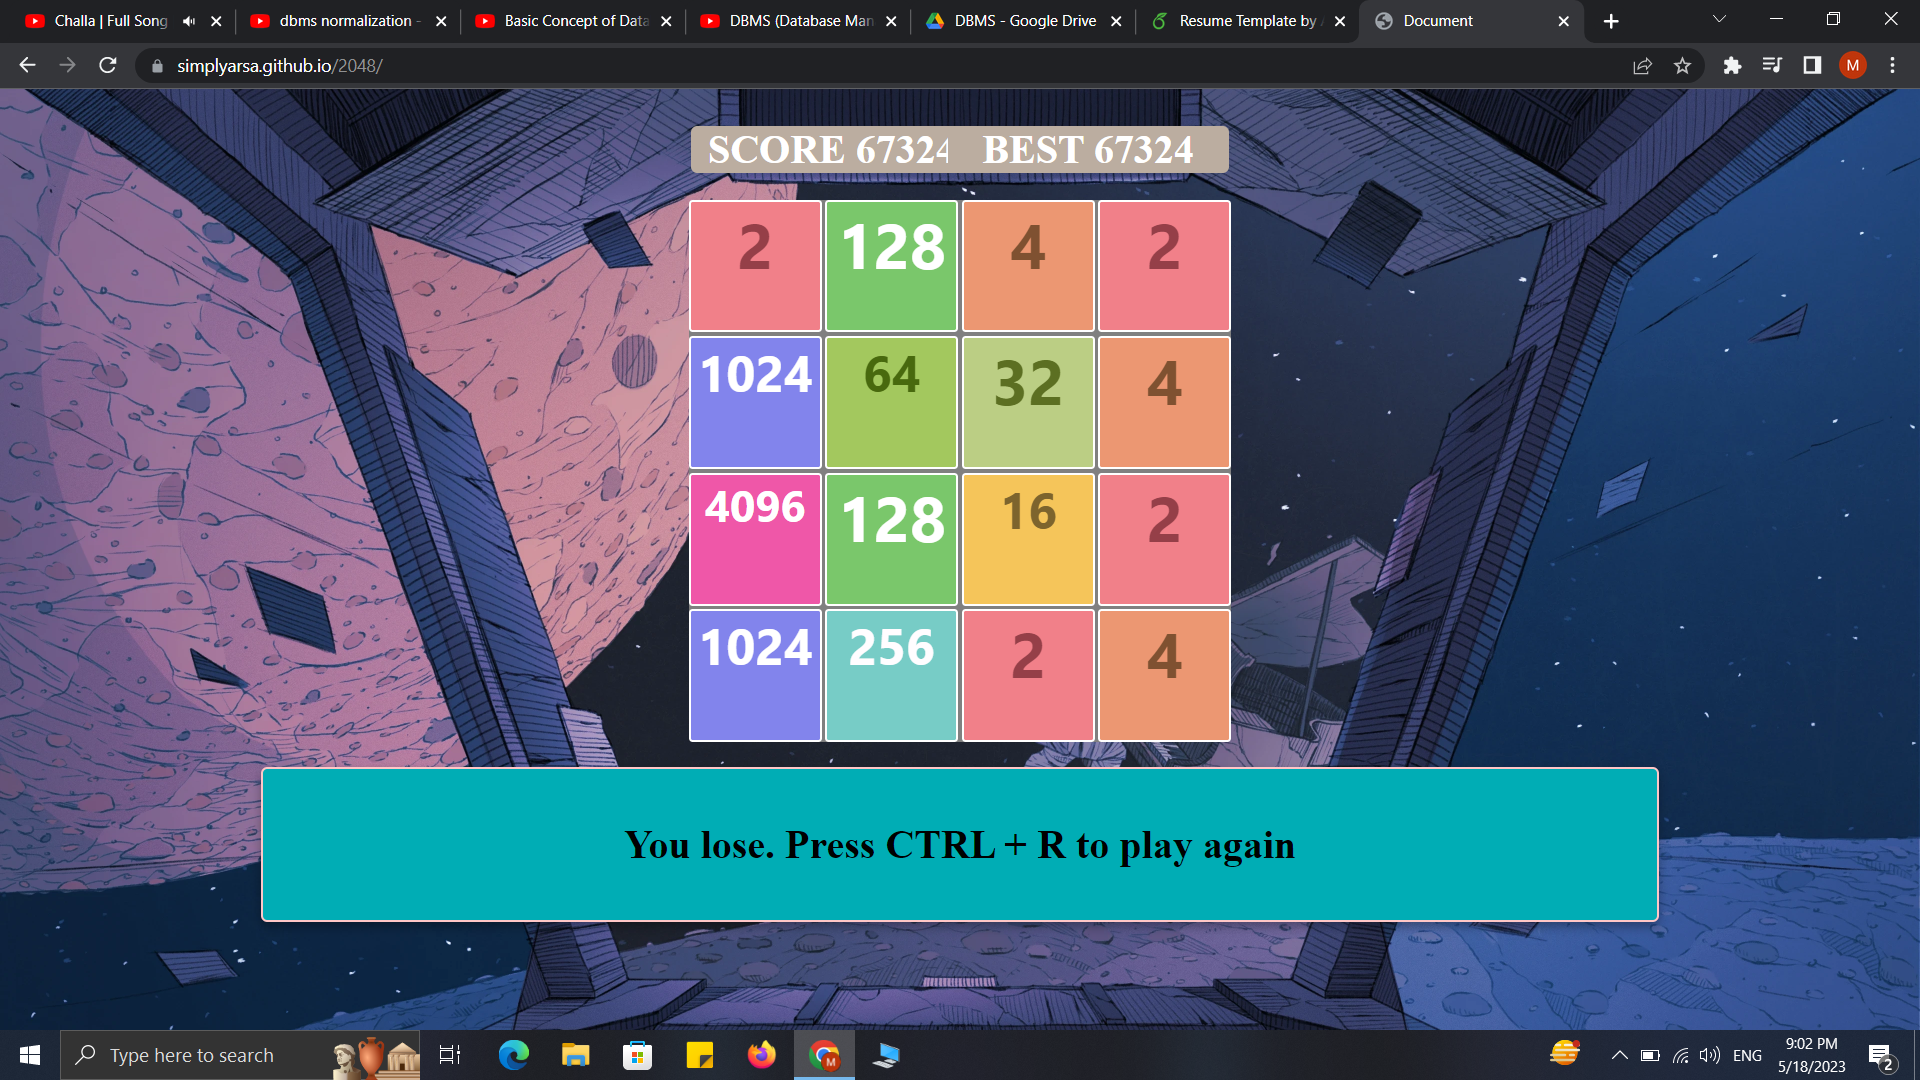 Challa | Full Song
dbms normalization -
Basic Concept of Data
DBMS (Database Man
DBMS - Google Drive
Resume Template by
Document
simplyarsa.github.io/2048/
M
SCORE 67324 BEST 67324
2 128 4 2
1024 64 32 4
4096 128 16 2
1024 256 2 4
You lose. Press CTRL + R to play again
Type here to search
M
ENG
9:02 PM
5/18/2023
2